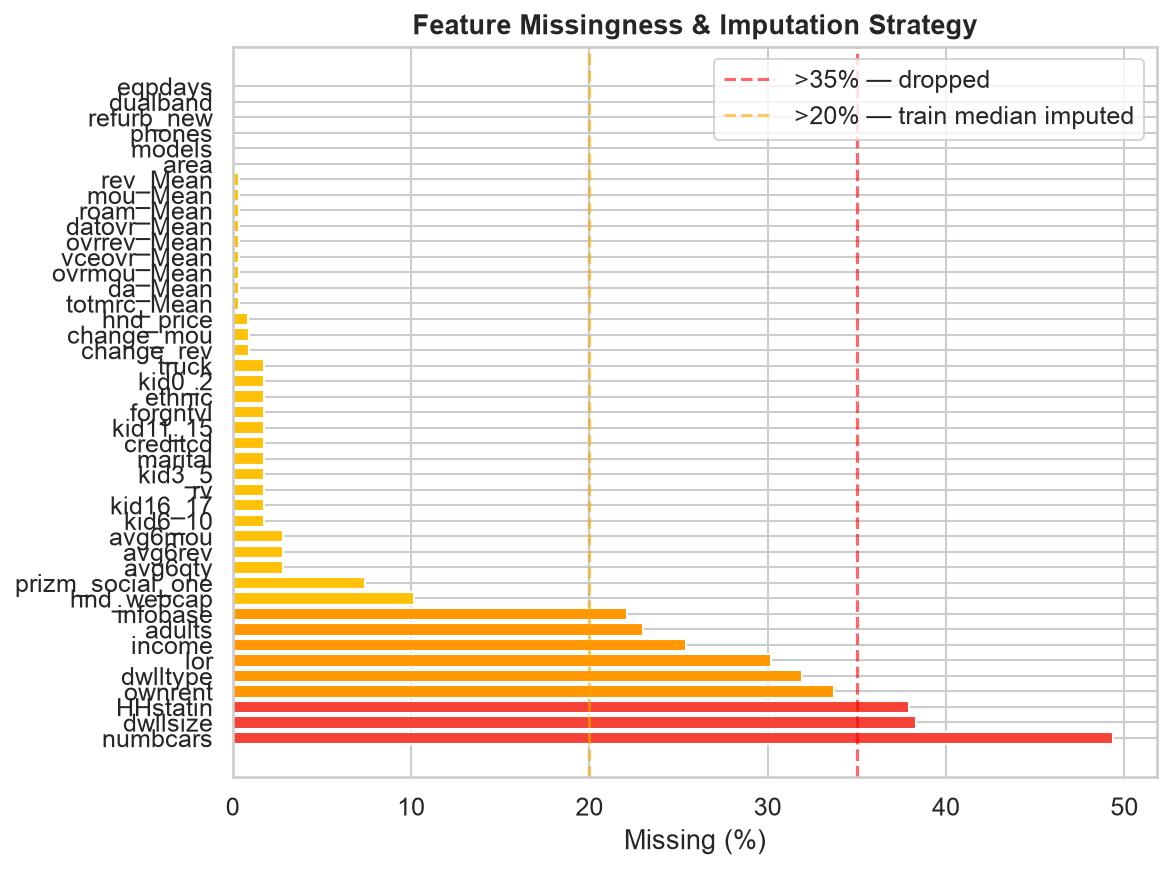 Feature Missingness & Imputation Strategy
>35% — dropped
>20% — train median imputed
eqpdays
dualband
refurb_new
phones
models
area
rev_Mean
mou_Mean
roam_Mean
datovr_Mean
ovrrev_Mean
vceovr_Mean
ovrmou_Mean
da_Mean
totmrc_Mean
hnd_price
change_mou
change_rev
truck
kid0_2
ethnic
forgntvl
kid11_15
creditcd
marital
kid3_5
rv
kid16_17
kid6_10
avg6mou
avg6rev
avg6qty
prizm_social_one
hnd_webcap
infobase
adults
income
lor
dwlltype
ownrent
HHstatin
dwllsize
numbcars
0 10 20 30 40 50
Missing (%)